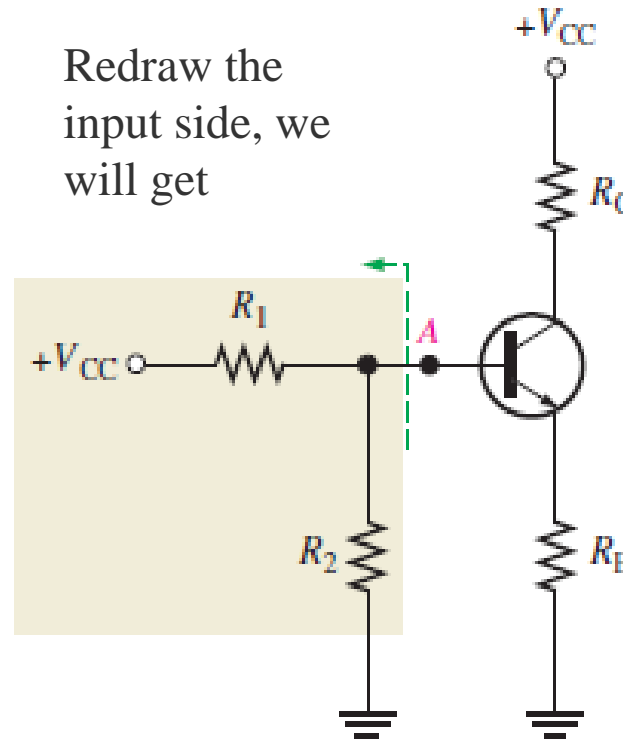 +VCC
Redraw the
input side, we
will get
R1
A
+VCC
R2